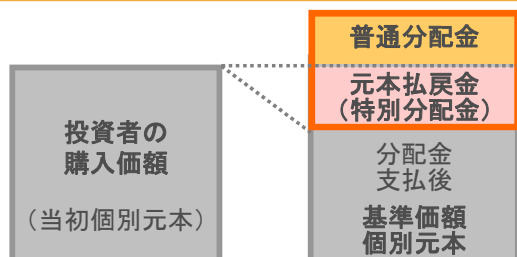 普通分配金
元本払戻金
（特別分配金）
投資者の
購入価額
（当初個別元本）
分配金
支払後
基準価額
個別元本